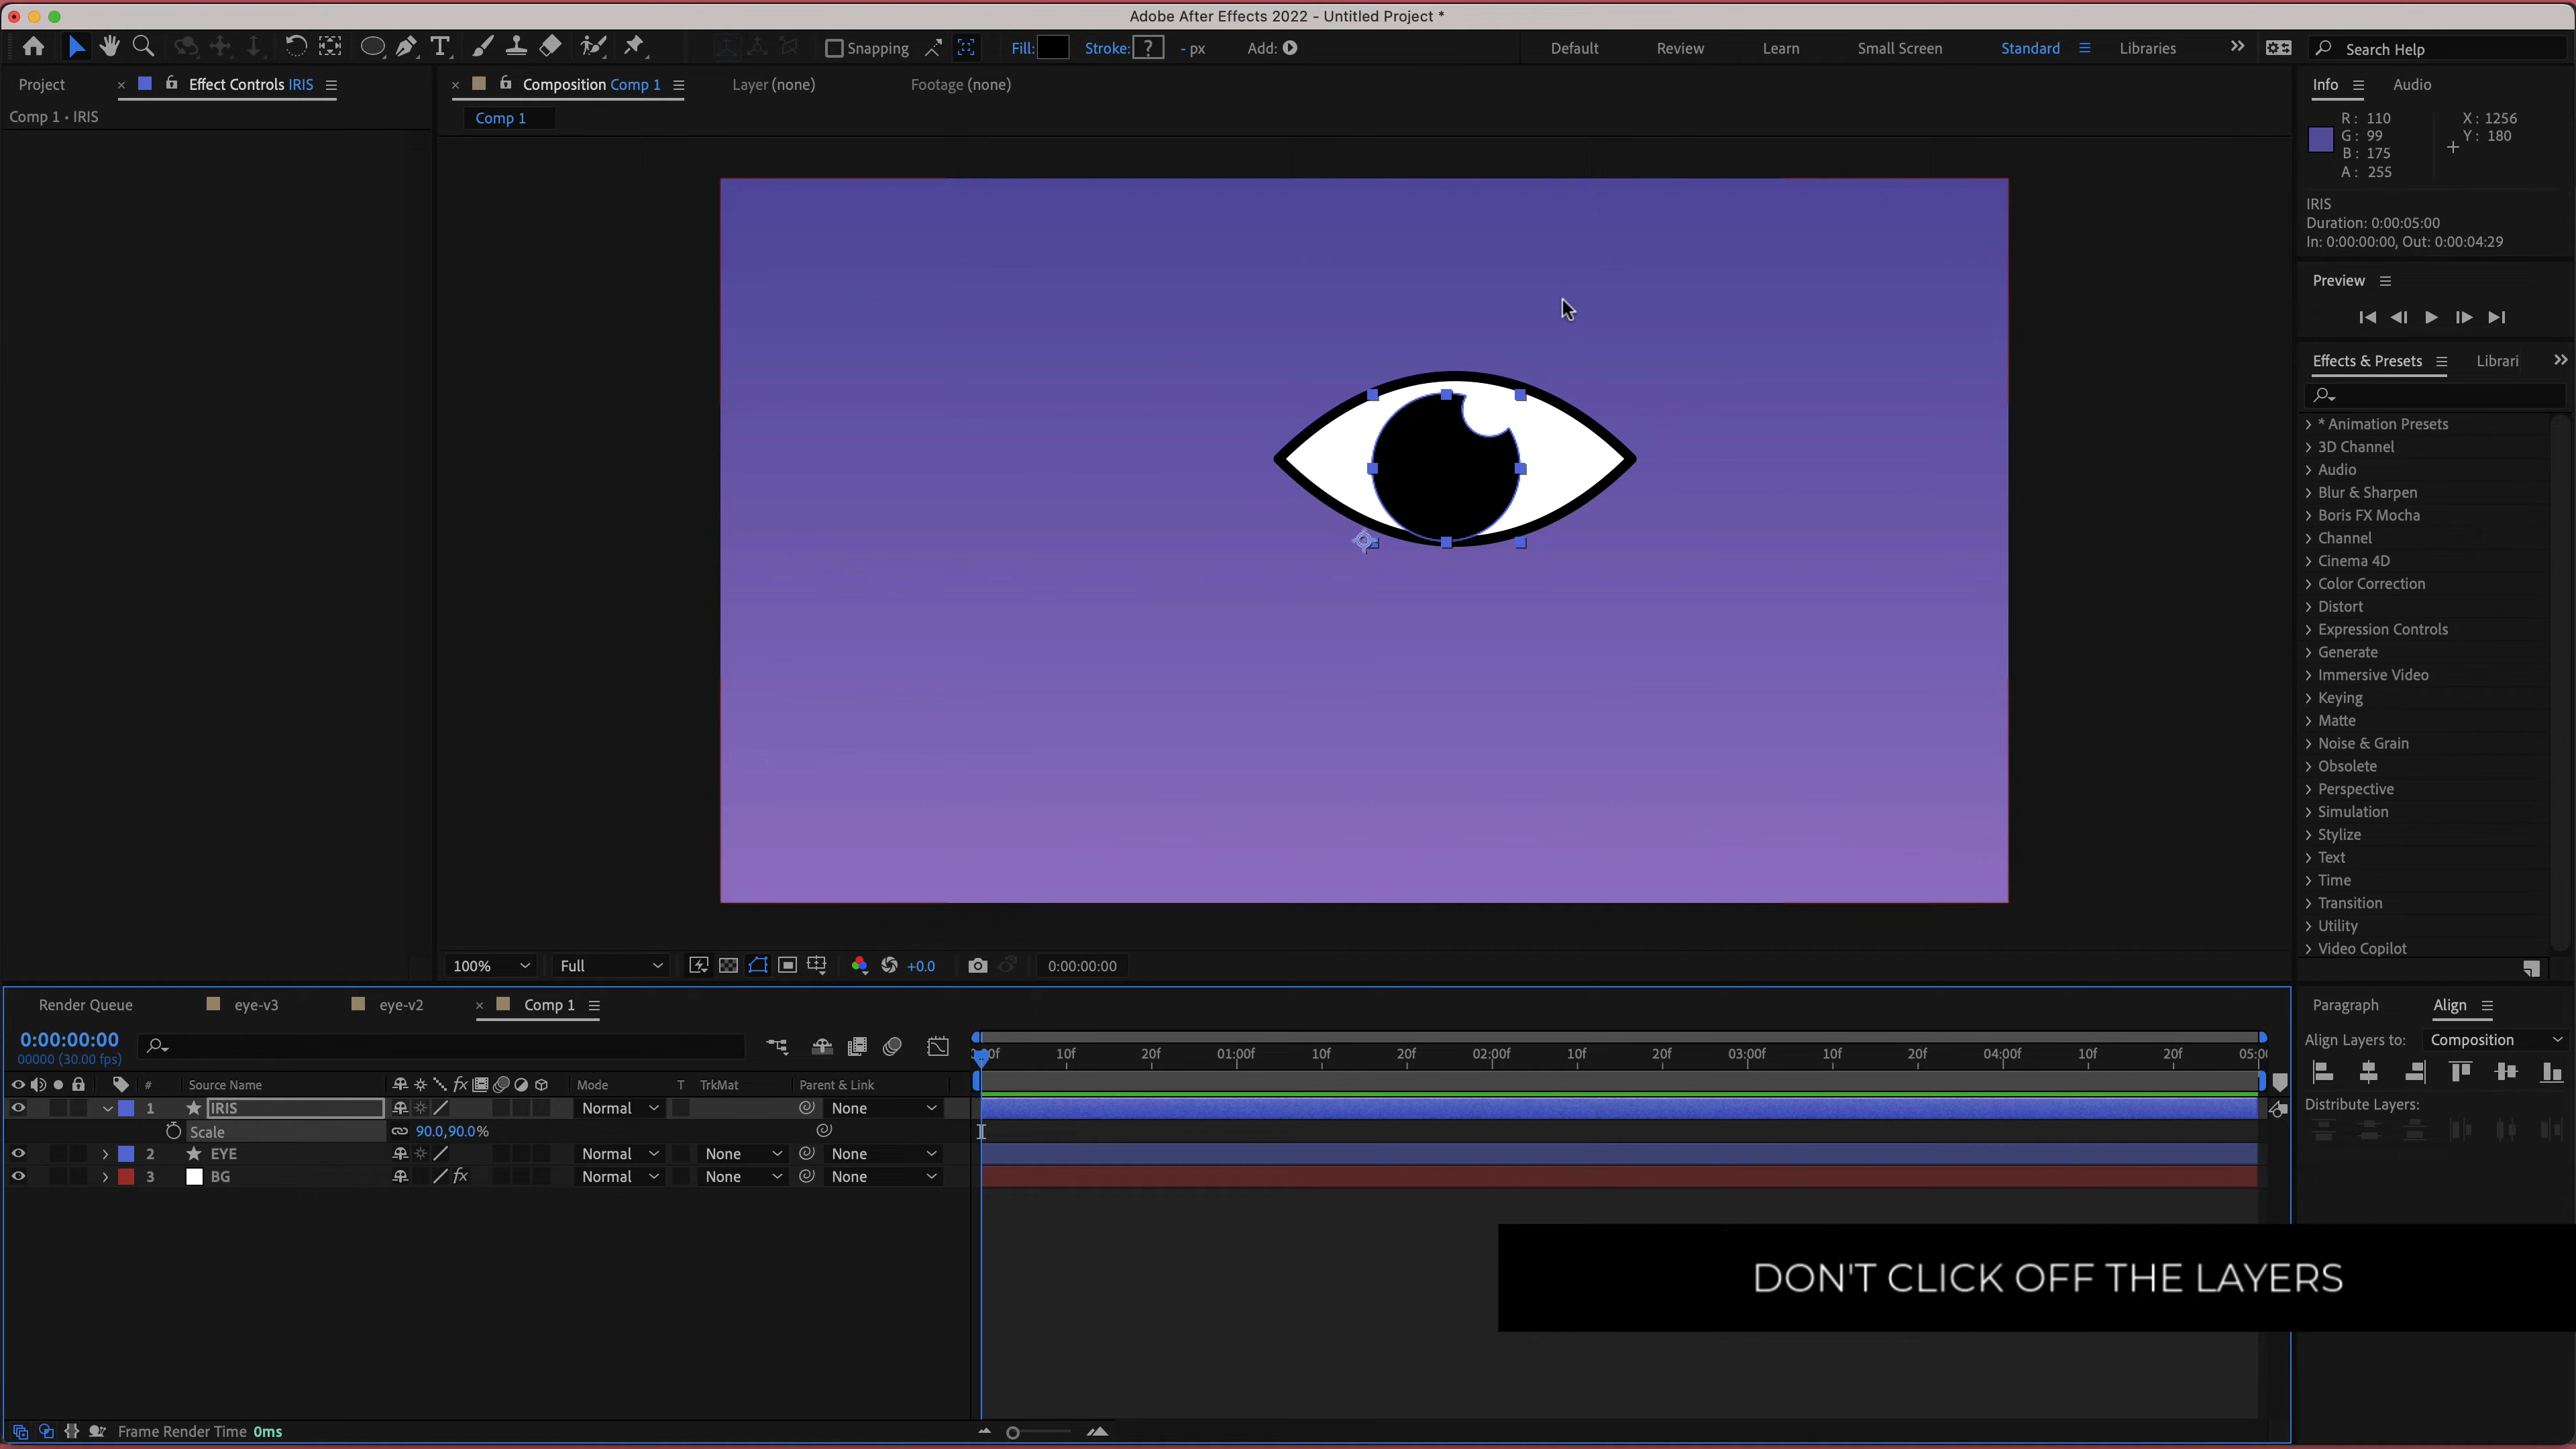 Adobe After Effects 2022 - Untitled Project *
Snapping Fill: Stroke: ? - px Add: Default Review Learn Small Screen Standard Libraries Search Help
Project Effect Controls IRIS Composition Comp 1 Layer (none) Footage (none) Info Audio
Comp 1 • IRIS
Comp 1
R: 110 X: 1256
G: 99 Y: 180
B: 175
A: 255
IRIS
Duration: 0:00:05:00
In: 0:00:00:00, Out: 0:00:04:29
Preview
Effects & Presets Librari
* Animation Presets
3D Channel
Audio
Blur & Sharpen
Boris FX Mocha
Channel
Cinema 4D
Color Correction
Distort
Expression Controls
Generate
Immersive Video
Keying
Matte
Noise & Grain
Obsolete
Perspective
Simulation
Stylize
Text
Time
Transition
Utility
Video Copilot
100% Full +0.0 0:00:00:00
Render Queue eye-v3 eye-v2 Comp 1
Paragraph Align
0:00:00:00
00000 (30.00 fps)
Align Layers to: Composition
0f 10f 20f 01:00f 10f 20f 02:00f 10f 20f 03:00f 10f 20f 04:00f 10f 20f 05:0
# Source Name fx Mode T TrkMat Parent & Link
Distribute Layers:
1 IRIS Normal None
Scale 90.0,90.0%
2 EYE Normal None None
3 BG fx Normal None None
DON'T CLICK OFF THE LAYERS
Frame Render Time 0ms